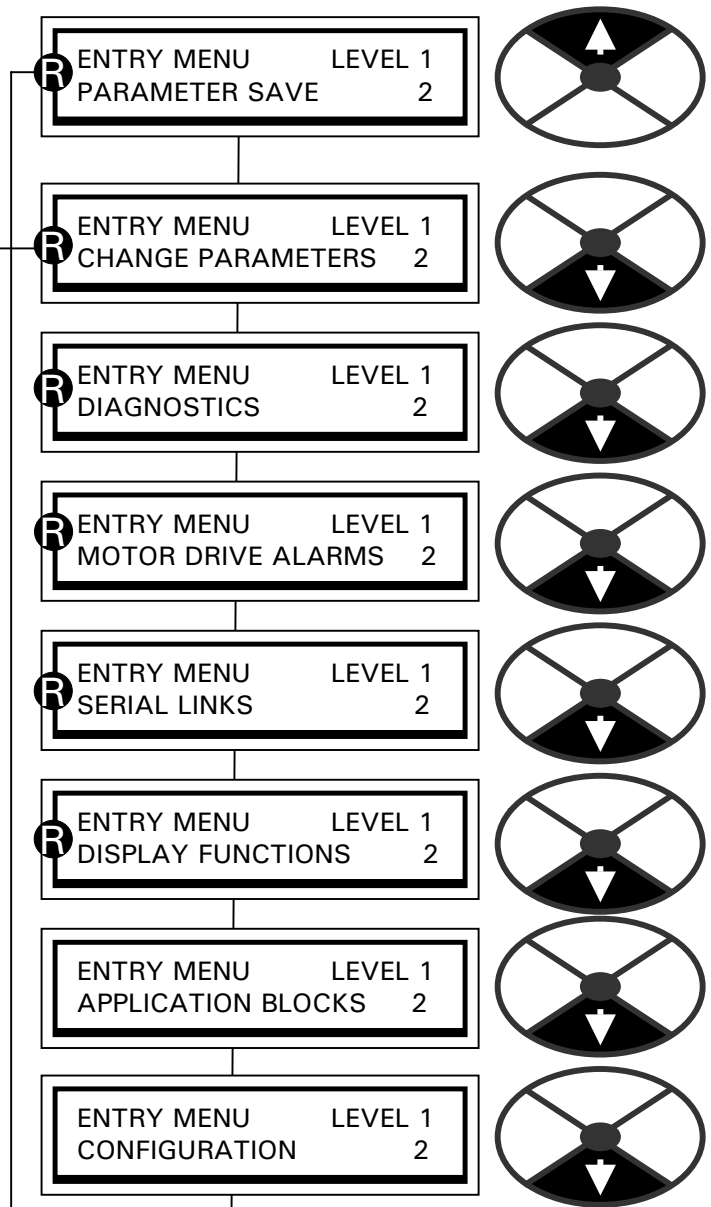 ENTRY MENU LEVEL 1
R
PARAMETER SAVE 2
ENTRY MENU LEVEL 1
R
CHANGE PARAMETERS 2
ENTRY MENU LEVEL 1
R
DIAGNOSTICS 2
ENTRY MENU LEVEL 1
R
MOTOR DRIVE ALARMS 2
ENTRY MENU LEVEL 1
R
SERIAL LINKS 2
ENTRY MENU LEVEL 1
R
DISPLAY FUNCTIONS 2
ENTRY MENU LEVEL 1
APPLICATION BLOCKS 2
ENTRY MENU LEVEL 1
CONFIGURATION 2